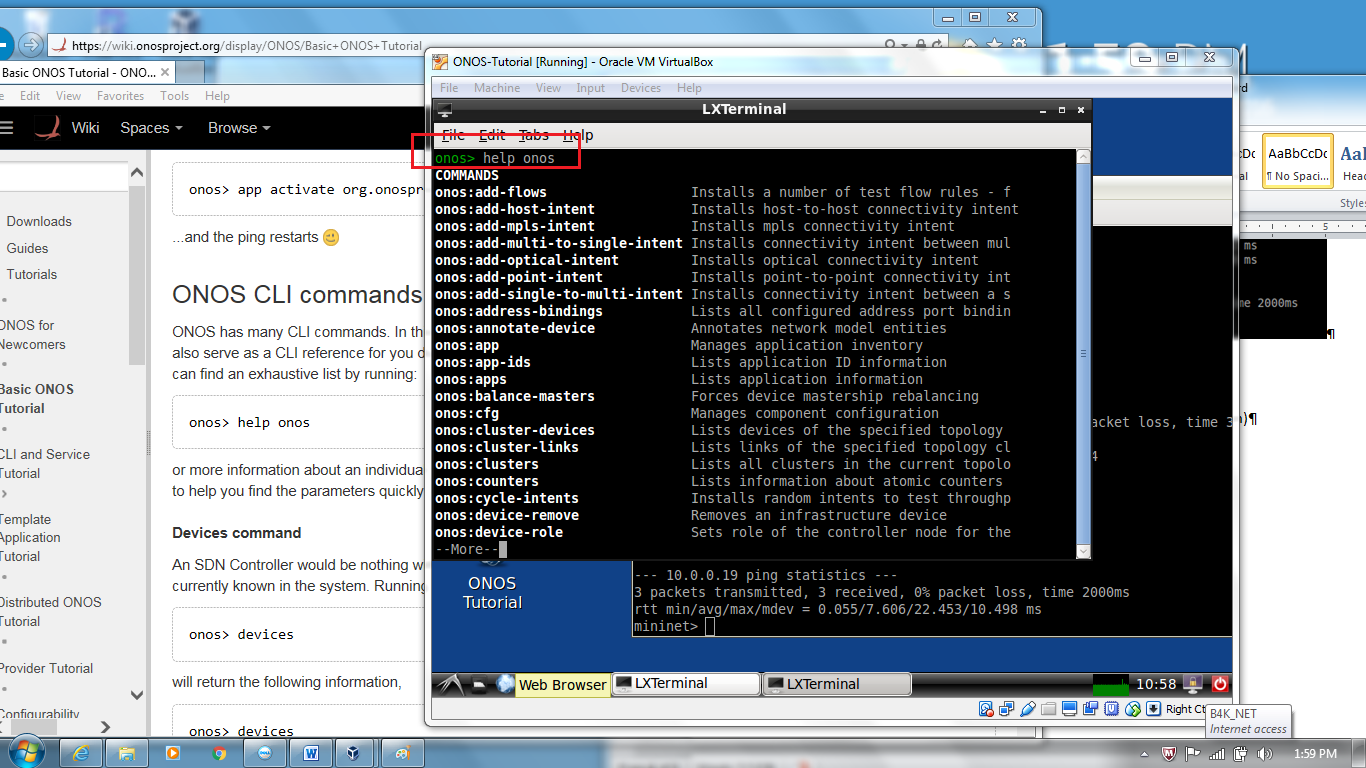 https://wiki.onosproject.org/display/ONOS/Basic+ONOS+Tutorial
Basic ONOS Tutorial - ONO...
Edit View Favorites Tools Help
Wiki Spaces Browse
Downloads
Guides
Tutorials
ONOS for
Newcomers
Basic ONOS
Tutorial
CLI and Service
Tutorial
Template
Application
Tutorial
Distributed ONOS
Tutorial
Provider Tutorial
Configurability
onos> app activate org.onospr
...and the ping restarts
ONOS CLI commands
ONOS has many CLI commands. In th
also serve as a CLI reference for you
can find an exhaustive list by running:
onos> help onos
or more information about an individua
to help you find the parameters quickly
Devices command
An SDN Controller would be nothing w
currently known in the system. Running
onos> devices
will return the following information,
onos> devices
ONOS-Tutorial [Running] - Oracle VM VirtualBox
File Machine View Input Devices Help
LXTerminal
File Edit Tabs Help
onos> help onos
COMMANDS
onos:add-flows Installs a number of test flow rules - f
onos:add-host-intent Installs host-to-host connectivity intent
onos:add-mpls-intent Installs mpls connectivity intent
onos:add-multi-to-single-intent Installs connectivity intent between mul
onos:add-optical-intent Installs optical connectivity intent
onos:add-point-intent Installs point-to-point connectivity int
onos:add-single-to-multi-intent Installs connectivity intent between a s
onos:address-bindings Lists all configured address port bindin
onos:annotate-device Annotates network model entities
onos:app Manages application inventory
onos:app-ids Lists application ID information
onos:apps Lists application information
onos:balance-masters Forces device mastership rebalancing
onos:cfg Manages component configuration
onos:cluster-devices Lists devices of the specified topology
onos:cluster-links Lists links of the specified topology cl
onos:clusters Lists all clusters in the current topolo
onos:counters Lists information about atomic counters
onos:cycle-intents Installs random intents to test throughp
onos:device-remove Removes an infrastructure device
onos:device-role Sets role of the controller node for the
--More--
acket loss, time 3
4
ONOS
Tutorial
--- 10.0.0.19 ping statistics ---
3 packets transmitted, 3 received, 0% packet loss, time 2000ms
rtt min/avg/max/mdev = 0.055/7.606/22.453/10.498 ms
mininet>
Web Browser LXTerminal LXTerminal 10:58
Right Ct
AaBbCcDc
¶ No Spaci...
Styles
5
ms
ms
me 2000ms
¶
)¶
B4K_NET
Internet access
1:59 PM